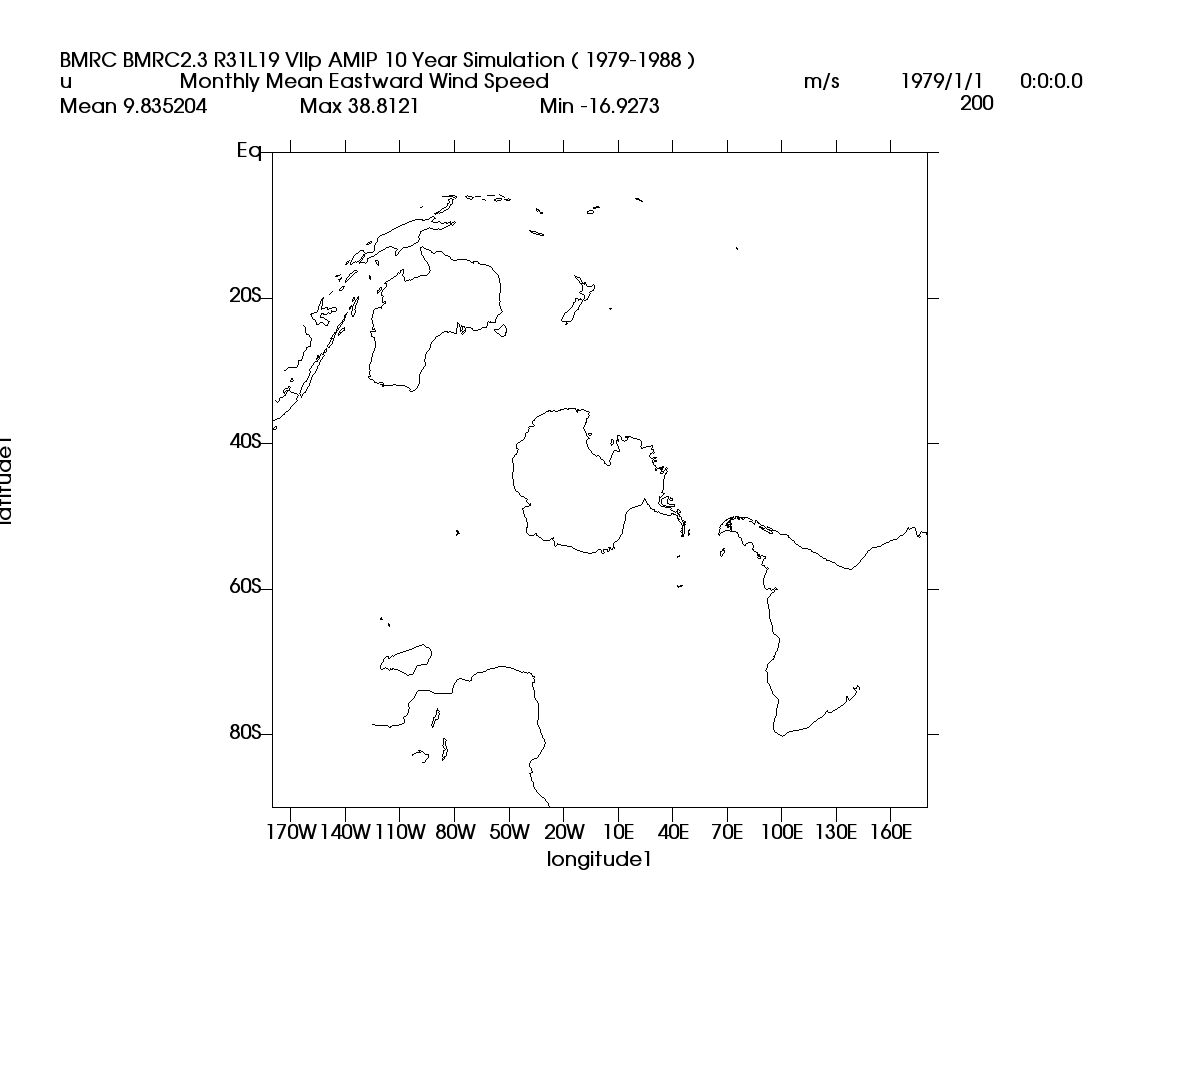 BMRC BMRC2.3 R31L19 VIIp AMIP 10 Year Simulation ( 1979-1988 )
u Monthly Mean Eastward Wind Speed m/s 1979/1/1 0:0:0.0
Mean 9.835204 Max 38.8121 Min -16.9273 200
Eq
20S
40S
latitude1
60S
80S
170W 140W 110W 80W 50W 20W 10E 40E 70E 100E 130E 160E
longitude1